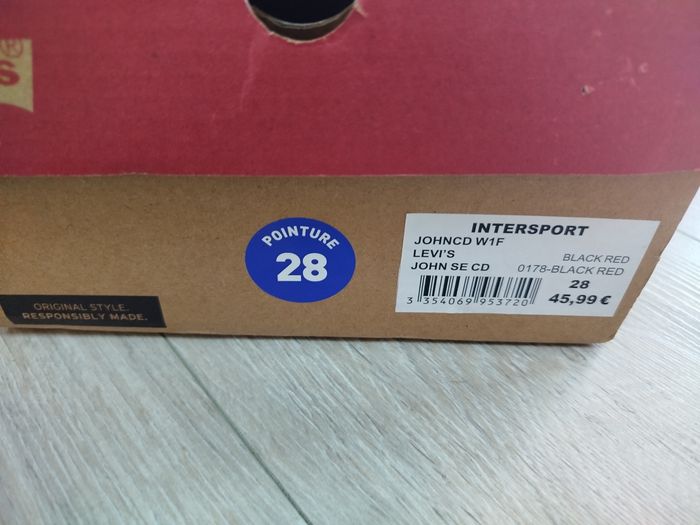 S®
POINTURE
28
INTERSPORT
JOHNCD W1F
LEVI'S BLACK RED
JOHN SE CD 0178-BLACK RED
28
3 354069 953720 45,99 €
ORIGINAL STYLE.
RESPONSIBLY MADE.